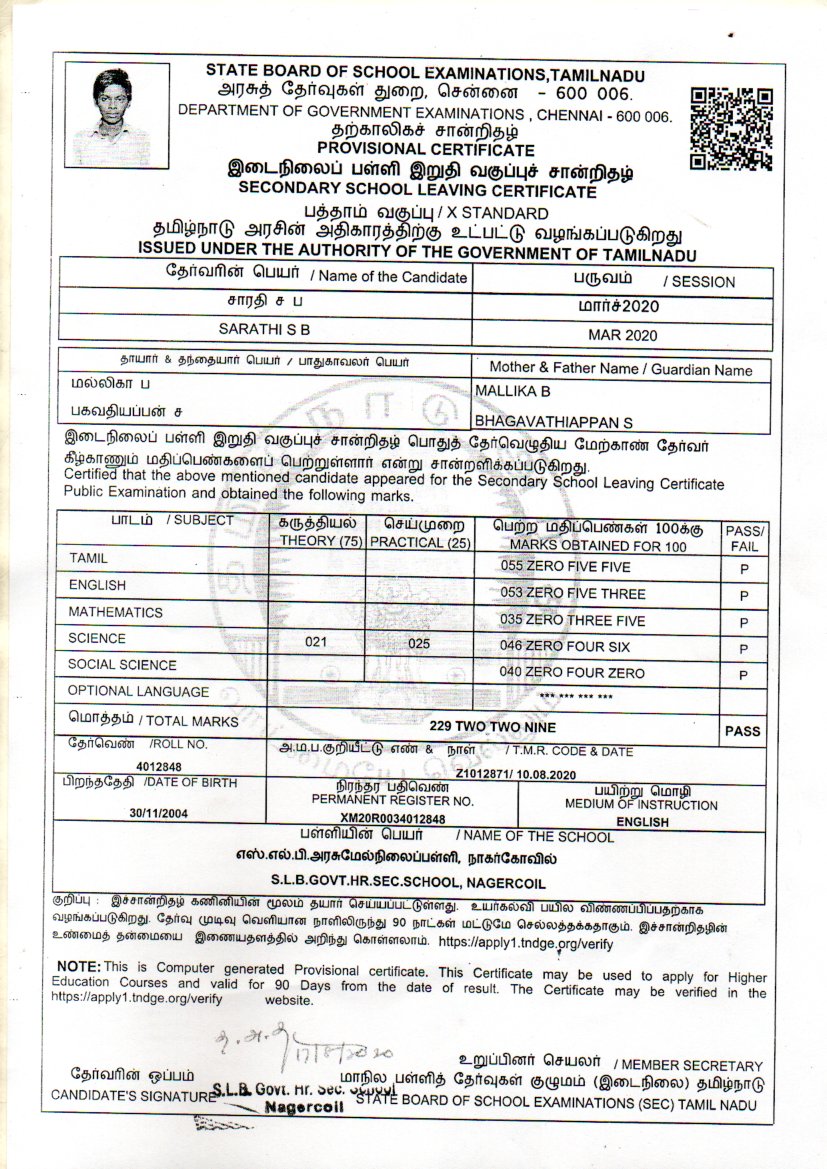 STATE BOARD OF SCHOOL EXAMINATIONS,TAMILNADU
அரசுத் தேர்வுகள் துறை, சென்னை - 600 006.
DEPARTMENT OF GOVERNMENT EXAMINATIONS , CHENNAI - 600 006.
தற்காலிகச் சான்றிதழ்
PROVISIONAL CERTIFICATE
இடைநிலைப் பள்ளி இறுதி வகுப்புச் சான்றிதழ்
SECONDARY SCHOOL LEAVING CERTIFICATE
பத்தாம் வகுப்பு / X STANDARD
தமிழ்நாடு அரசின் அதிகாரத்திற்கு உட்பட்டு வழங்கப்படுகிறது
ISSUED UNDER THE AUTHORITY OF THE GOVERNMENT OF TAMILNADU
தேர்வரின் பெயர் / Name of the Candidate பருவம் / SESSION
சாரதி ச ப மார்ச்2020
SARATHI S B MAR 2020
தாயார் & தந்தையார் பெயர் / பாதுகாவலர் பெயர் Mother & Father Name / Guardian Name
மல்லிகா ப MALLIKA B
பகவதியப்பன் ச BHAGAVATHIAPPAN S
இடைநிலைப் பள்ளி இறுதி வகுப்புச் சான்றிதழ் பொதுத் தேர்வெழுதிய மேற்காண் தேர்வர்
கீழ்காணும் மதிப்பெண்களைப் பெற்றுள்ளார் என்று சான்றளிக்கப்படுகிறது.
Certified that the above mentioned candidate appeared for the Secondary School Leaving Certificate
Public Examination and obtained the following marks.
பாடம் / SUBJECT கருத்தியல் செய்முறை பெற்ற மதிப்பெண்கள் 100க்கு PASS/
THEORY (75) PRACTICAL (25) MARKS OBTAINED FOR 100 FAIL
TAMIL 055 ZERO FIVE FIVE P
ENGLISH 053 ZERO FIVE THREE P
MATHEMATICS 035 ZERO THREE FIVE P
SCIENCE 021 025 046 ZERO FOUR SIX P
SOCIAL SCIENCE 040 ZERO FOUR ZERO P
OPTIONAL LANGUAGE *** *** *** ***
மொத்தம் / TOTAL MARKS 229 TWO TWO NINE PASS
தேர்வெண் /ROLL NO. அ.ம.ப.குறியீட்டு எண் & நாள் / T.M.R. CODE & DATE
4012848 Z1012871/ 10.08.2020
பிறந்ததேதி /DATE OF BIRTH நிரந்தர பதிவெண் பயிற்று மொழி
PERMANENT REGISTER NO. MEDIUM OF INSTRUCTION
30/11/2004 XM20R0034012848 ENGLISH
பள்ளியின் பெயர் / NAME OF THE SCHOOL
எஸ்.எல்.பி.அரசுமேல்நிலைப்பள்ளி, நாகர்கோவில்
S.L.B.GOVT.HR.SEC.SCHOOL, NAGERCOIL
குறிப்பு : இச்சான்றிதழ் கணினியின் மூலம் தயார் செய்யப்பட்டுள்ளது. உயர்கல்வி பயில விண்ணப்பிப்பதற்காக
வழங்கப்படுகிறது. தேர்வு முடிவு வெளியான நாளிலிருந்து 90 நாட்கள் மட்டுமே செல்லத்தக்கதாகும். இச்சான்றிதழின்
உண்மைத் தன்மையை இணையதளத்தில் அறிந்து கொள்ளலாம். https://apply1.tndge.org/verify
NOTE: This is Computer generated Provisional certificate. This Certificate may be used to apply for Higher
Education Courses and valid for 90 Days from the date of result. The Certificate may be verified in the
https://apply1.tndge.org/verify website.
உறுப்பினர் செயலர் / MEMBER SECRETARY
தேர்வரின் ஒப்பம் மாநில பள்ளித் தேர்வுகள் குழுமம் (இடைநிலை) தமிழ்நாடு
CANDIDATE'S SIGNATURE S.L.B. Govt. Hr. Sec. School STATE BOARD OF SCHOOL EXAMINATIONS (SEC) TAMIL NADU
Nagercoil